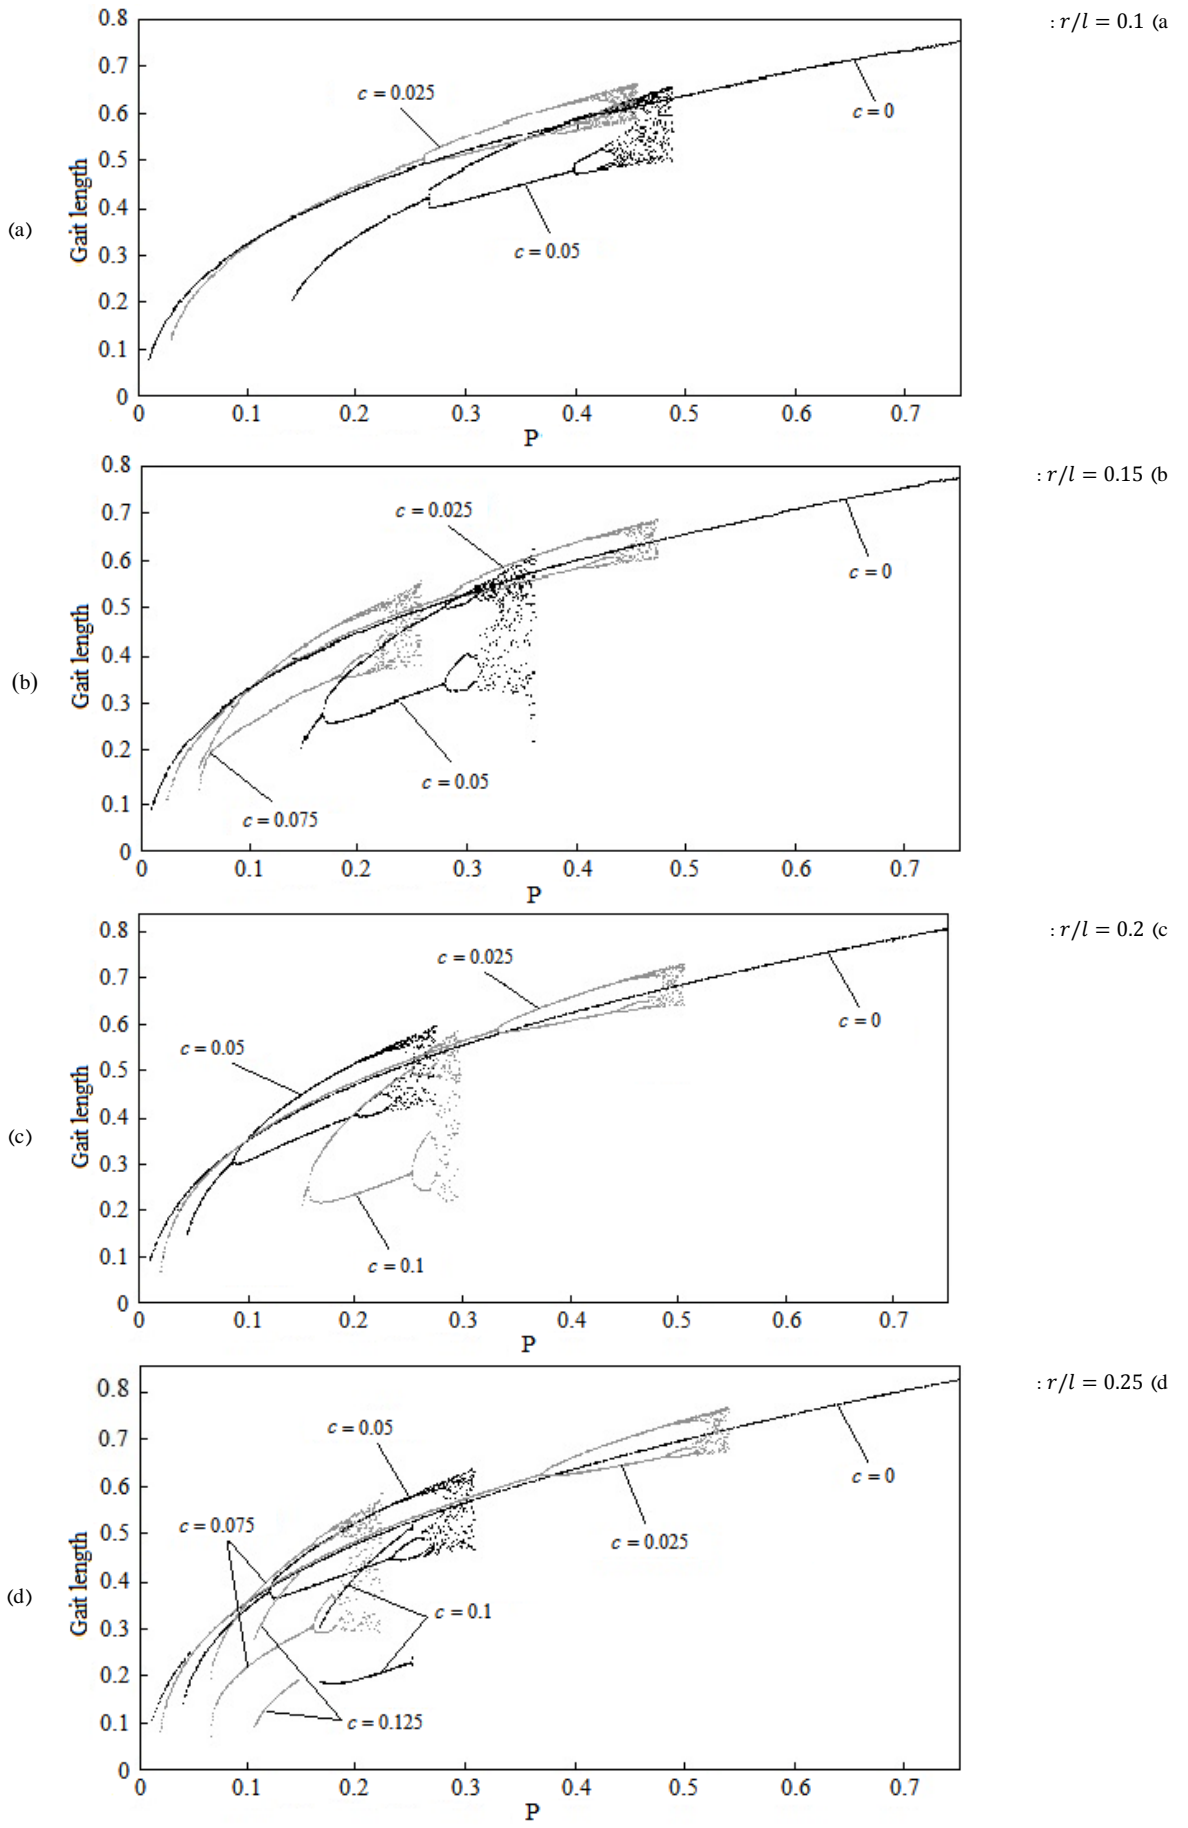 0.8
: r/l = 0.1 (a
0.7
c = 0.025
0.6
c = 0
0.5
Gait length
(a)
0.4
c = 0.05
0.3
0.2
0.1
0
0 0.1 0.2 0.3 0.4 0.5 0.6 0.7
P
0.8
: r/l = 0.15 (b
0.7
c = 0.025
0.6
c = 0
0.5
Gait length
0.4
(b)
0.3
0.2
c = 0.05
0.1
c = 0.075
0
0 0.1 0.2 0.3 0.4 0.5 0.6 0.7
P
0.8
: r/l = 0.2 (c
c = 0.025
0.7
0.6
c = 0
c = 0.05
0.5
Gait length
0.4
(c)
0.3
0.2
c = 0.1
0.1
0
0 0.1 0.2 0.3 0.4 0.5 0.6 0.7
P
: r/l = 0.25 (d
0.8
c = 0.05
0.7
c = 0
0.6
c = 0.075
0.5
c = 0.025
Gait length
0.4
(d)
c = 0.1
0.3
0.2
c = 0.125
0.1
0
0 0.1 0.2 0.3 0.4 0.5 0.6 0.7
P